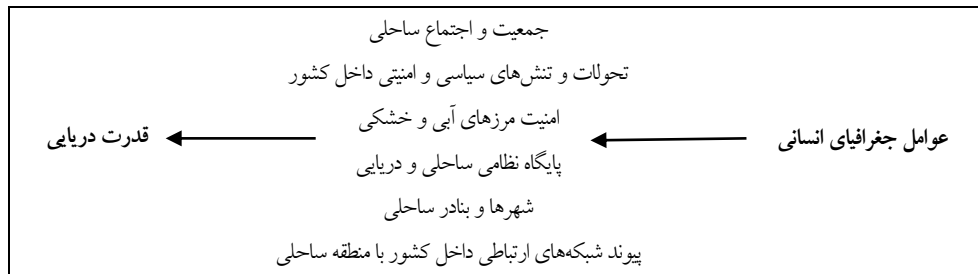 جمعیت و اجتماع ساحلی
تحولات و تنش‌های سیاسی و امنیتی داخل کشور
امنیت مرزهای آبی و خشکی
عوامل جغرافیای انسانی
قدرت دریایی
پایگاه نظامی ساحلی و دریایی
شهرها و بنادر ساحلی
پیوند شبکه‌های ارتباطی داخل کشور با منطقه ساحلی